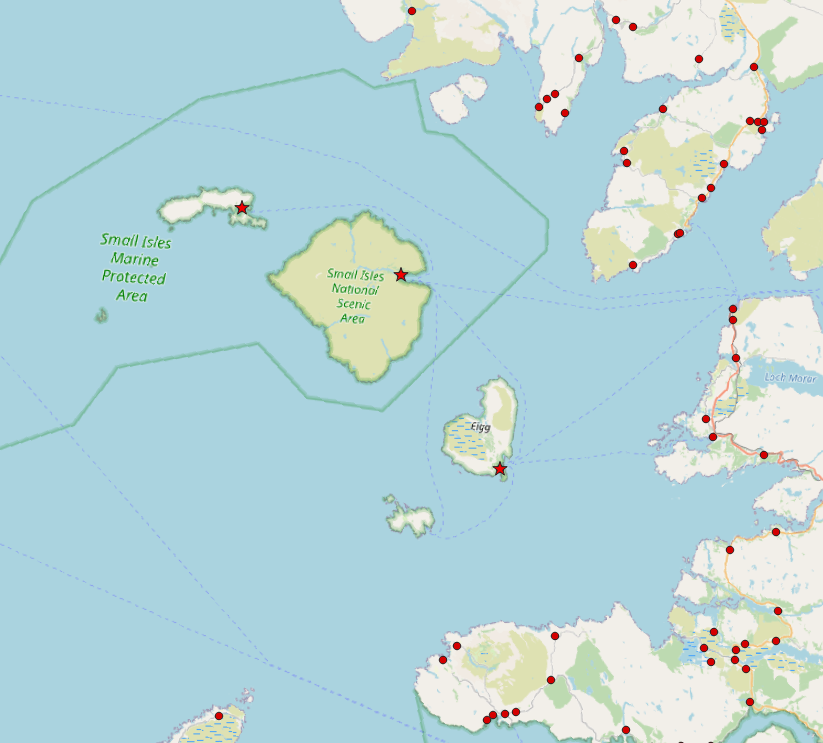 Small Isles
Marine
Protected
Area
Small Isles
National
Scenic
Area
Eigg
Loch Morar